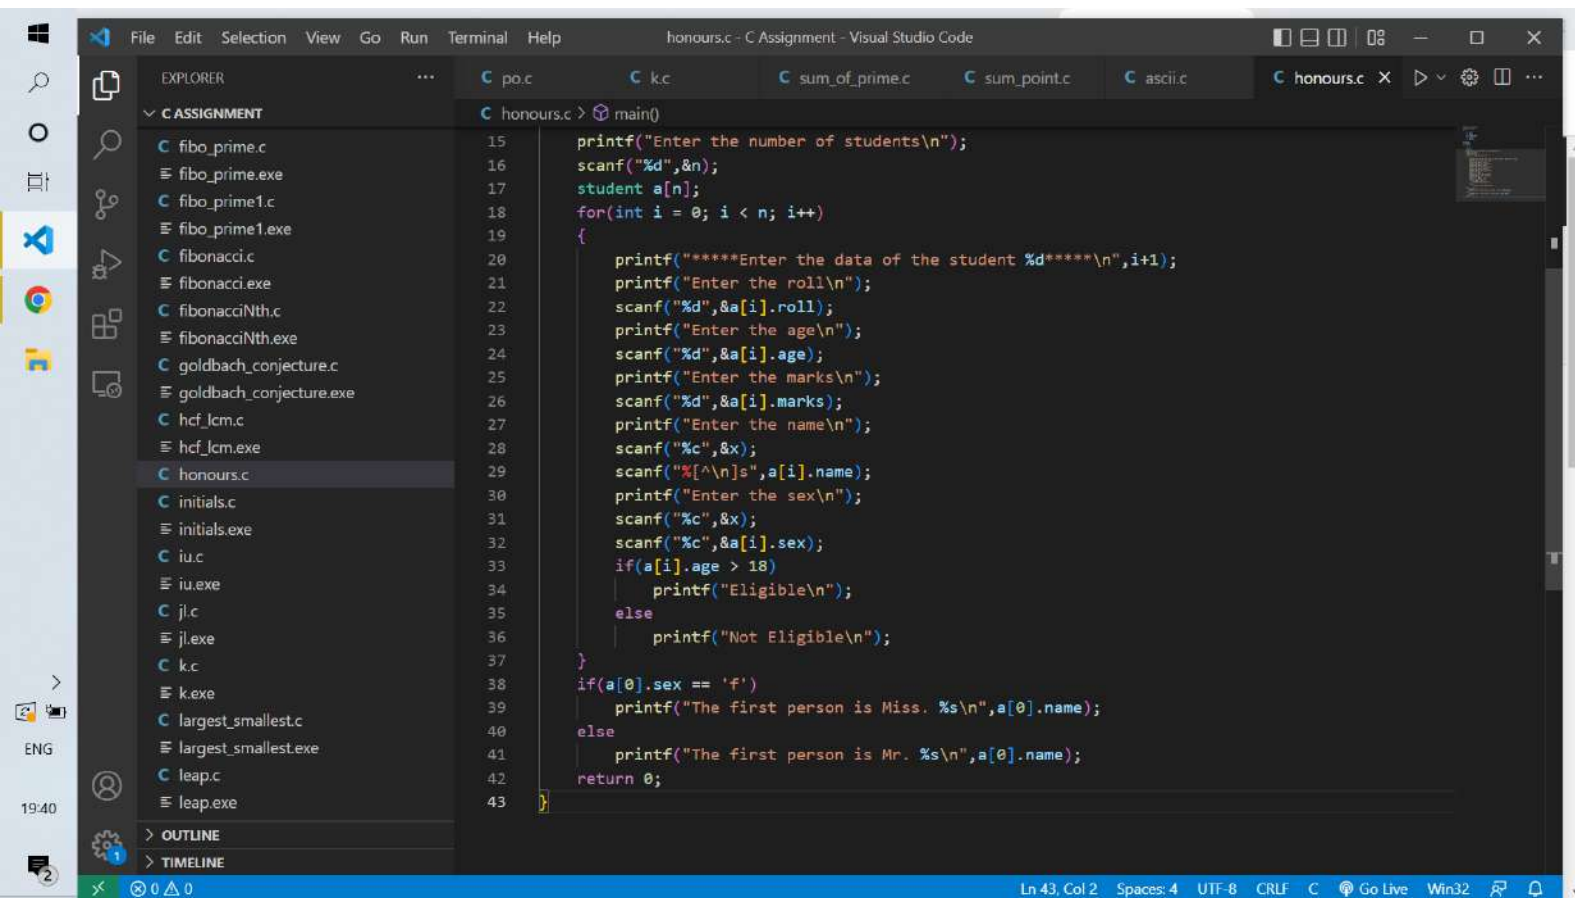 File Edit Selection View Go Run Terminal Help honours.c - C Assignment - Visual Studio Code
EXPLORER
po.c k.c sum_of_prime.c sum_point.c ascii.c honours.c
C ASSIGNMENT
honours.c > main()
fibo_prime.c
fibo_prime.exe
fibo_prime1.c
fibo_prime1.exe
fibonacci.c
fibonacci.exe
fibonacciNth.c
fibonacciNth.exe
goldbach_conjecture.c
goldbach_conjecture.exe
hcf_lcm.c
hcf_lcm.exe
honours.c
initials.c
initials.exe
iu.c
iu.exe
jl.c
jl.exe
k.c
k.exe
largest_smallest.c
largest_smallest.exe
leap.c
leap.exe
OUTLINE
TIMELINE
15 printf("Enter the number of students\n");
16 scanf("%d",&n);
17 student a[n];
18 for(int i = 0; i < n; i++)
19 {
20 printf("*****Enter the data of the student %d*****\n",i+1);
21 printf("Enter the roll\n");
22 scanf("%d",&a[i].roll);
23 printf("Enter the age\n");
24 scanf("%d",&a[i].age);
25 printf("Enter the marks\n");
26 scanf("%d",&a[i].marks);
27 printf("Enter the name\n");
28 scanf("%c",&x);
29 scanf("%[^\n]s",a[i].name);
30 printf("Enter the sex\n");
31 scanf("%c",&x);
32 scanf("%c",&a[i].sex);
33 if(a[i].age > 18)
34 printf("Eligible\n");
35 else
36 printf("Not Eligible\n");
37 }
38 if(a[0].sex == 'f')
39 printf("The first person is Miss. %s\n",a[0].name);
40 else
41 printf("The first person is Mr. %s\n",a[0].name);
42 return 0;
43 }
ENG
19:40
2
1
0 0 Ln 43, Col 2 Spaces: 4 UTF-8 CRLF C Go Live Win32